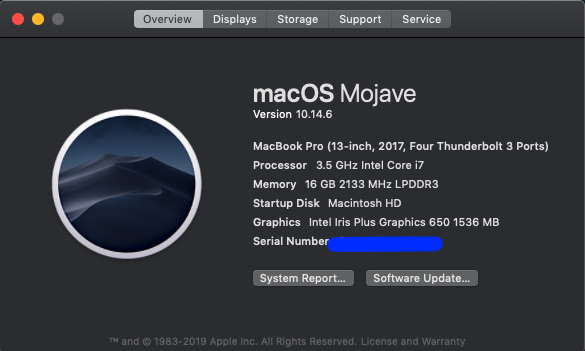 Overview Displays Storage Support Service
macOS Mojave
Version 10.14.6
MacBook Pro (13-inch, 2017, Four Thunderbolt 3 Ports)
Processor 3.5 GHz Intel Core i7
Memory 16 GB 2133 MHz LPDDR3
Startup Disk Macintosh HD
Graphics Intel Iris Plus Graphics 650 1536 MB
Serial Number
System Report... Software Update...
™ and © 1983-2019 Apple Inc. All Rights Reserved. License and Warranty